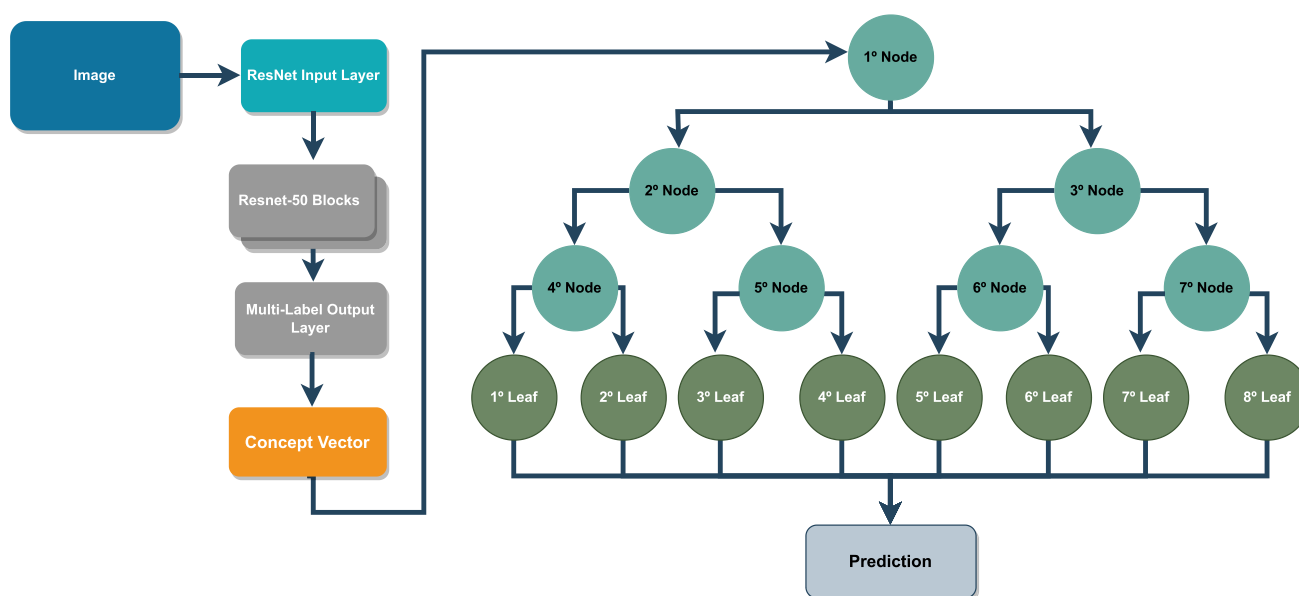 Image
ResNet Input Layer
Resnet-50 Blocks
Multi-Label Output
Layer
Concept Vector
1º Node
2º Node
3º Node
4º Node
5º Node
6º Node
7º Node
1º Leaf
2º Leaf
3º Leaf
4º Leaf
5º Leaf
6º Leaf
7º Leaf
8º Leaf
Prediction